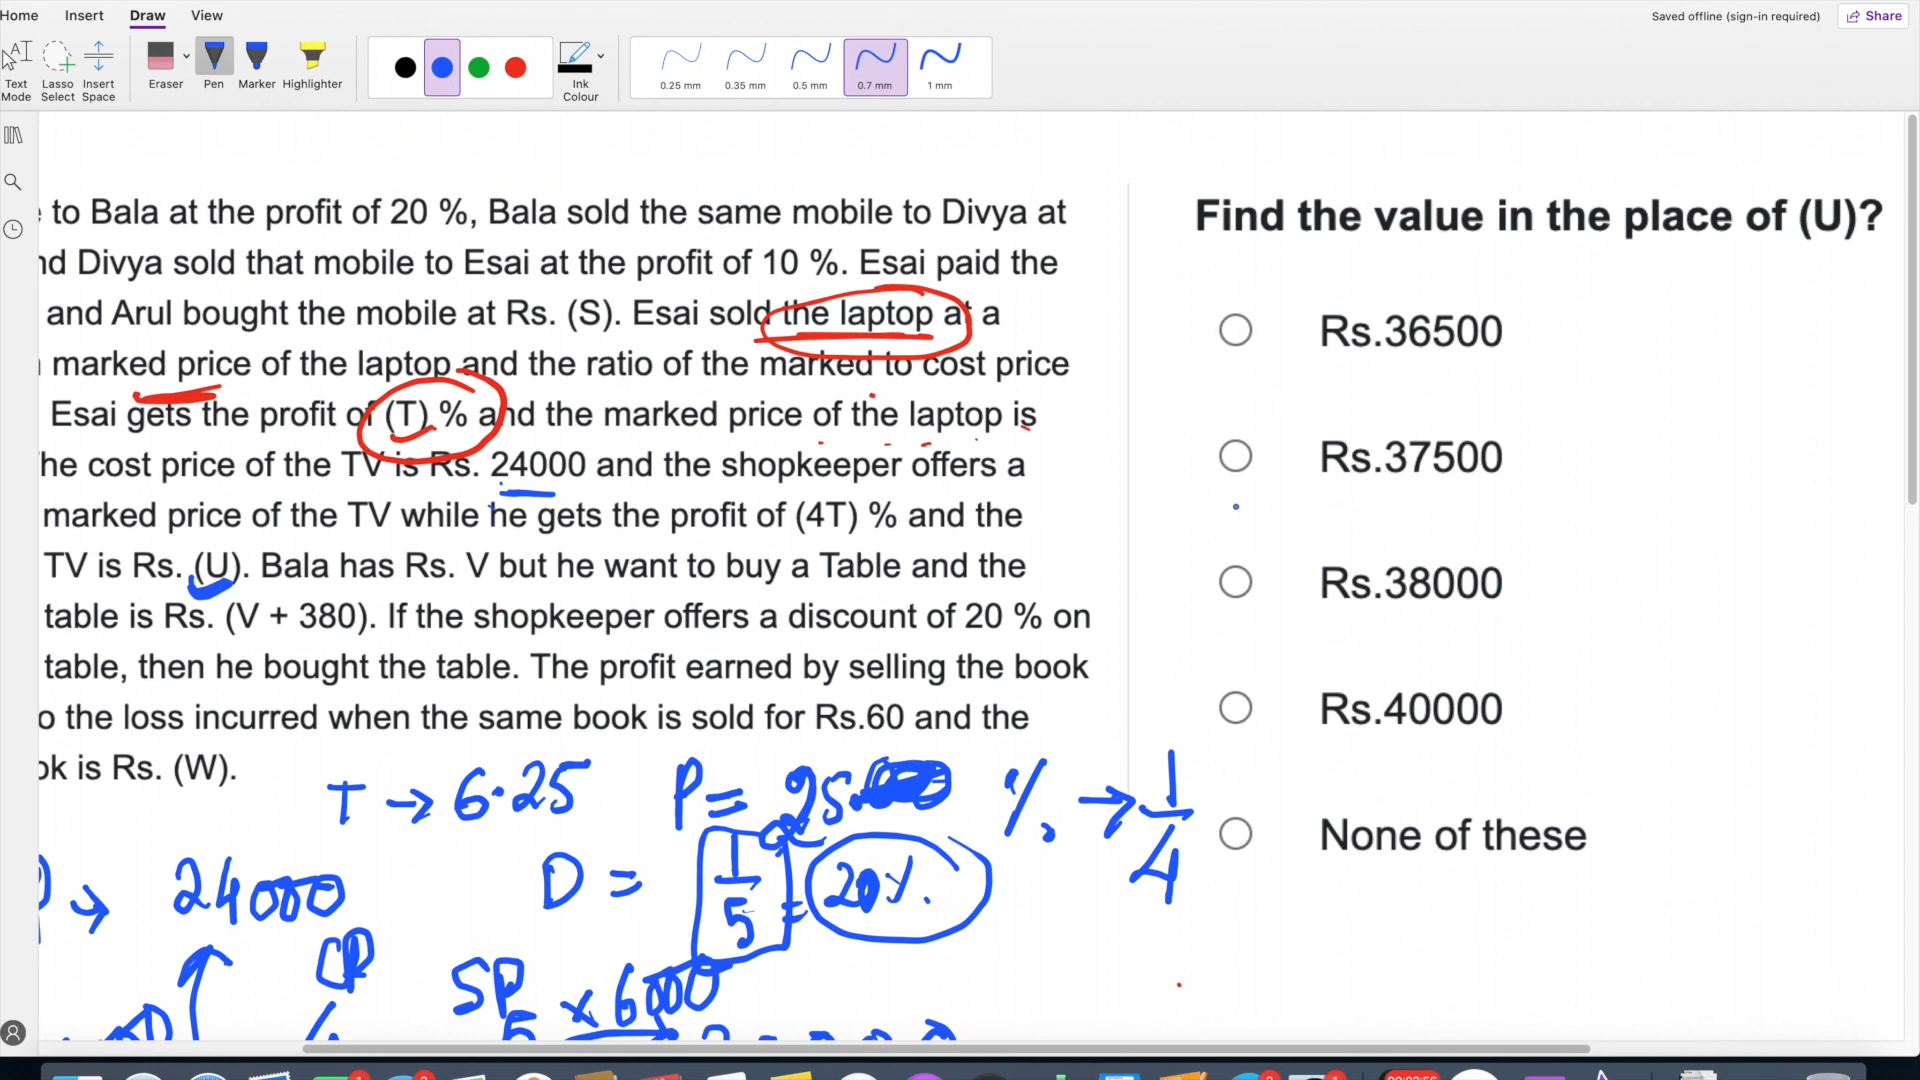 Home Insert Draw View
Saved offline (sign-in required)
Share
Text Mode
Lasso Select
Insert Space
Eraser
Pen
Marker
Highlighter
Ink Colour
0.25 mm
0.35 mm
0.5 mm
0.7 mm
1 mm
to Bala at the profit of 20 %, Bala sold the same mobile to Divya at
nd Divya sold that mobile to Esai at the profit of 10 %. Esai paid the
and Arul bought the mobile at Rs. (S). Esai sold the laptop at a
marked price of the laptop and the ratio of the marked to cost price
Esai gets the profit of (T) % and the marked price of the laptop is
he cost price of the TV is Rs. 24000 and the shopkeeper offers a
marked price of the TV while he gets the profit of (4T) % and the
TV is Rs. (U). Bala has Rs. V but he want to buy a Table and the
table is Rs. (V + 380). If the shopkeeper offers a discount of 20 % on
table, then he bought the table. The profit earned by selling the book
o the loss incurred when the same book is sold for Rs.60 and the
ok is Rs. (W).
Find the value in the place of (U)?
Rs.36500
Rs.37500
Rs.38000
Rs.40000
None of these
T → 6.25 P = 25 % → 1/4
→ 24000 D = 1/5 = 20%.
CP SP
5 × 6000